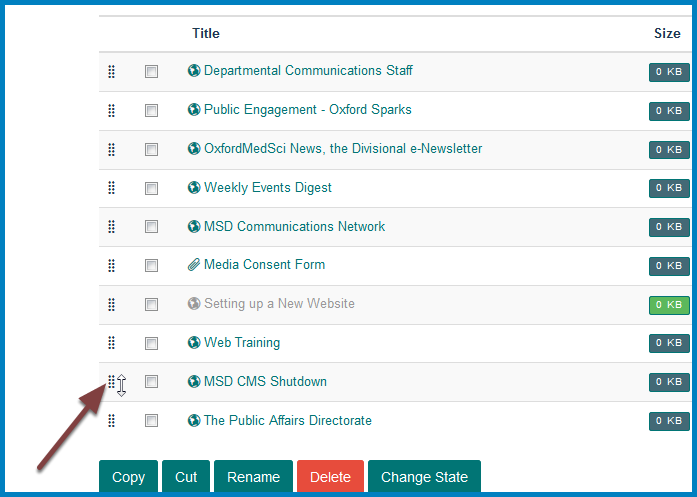 Title Size
Departmental Communications Staff 0 KB
Public Engagement - Oxford Sparks 0 KB
OxfordMedSci News, the Divisional e-Newsletter 0 KB
Weekly Events Digest 0 KB
MSD Communications Network 0 KB
Media Consent Form 0 KB
Setting up a New Website 0 KB
Web Training 0 KB
MSD CMS Shutdown 0 KB
The Public Affairs Directorate 0 KB
Copy Cut Rename Delete Change State